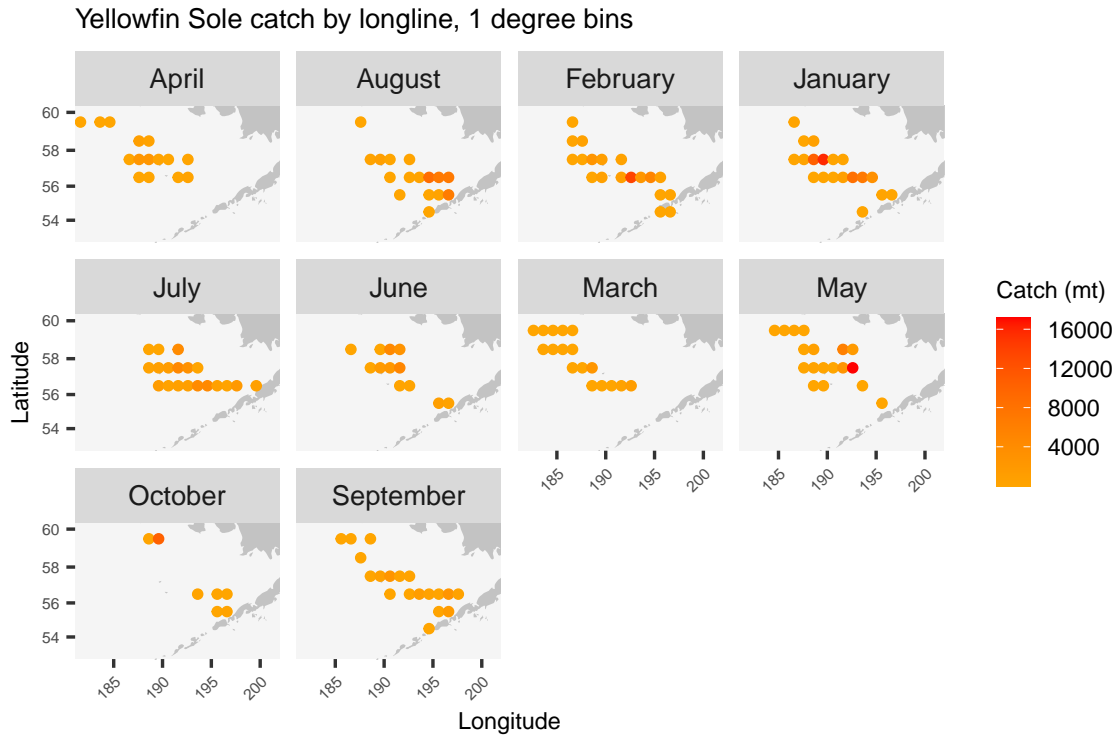 Yellowfin Sole catch by longline, 1 degree bins
April
August
February
January
60
58
56
54
July
June
March
May
60
58
56
54
185
190
195
200
185
190
195
200
October
September
60
58
56
54
185
190
195
200
185
190
195
200
Latitude
Longitude
Catch (mt)
16000
12000
8000
4000